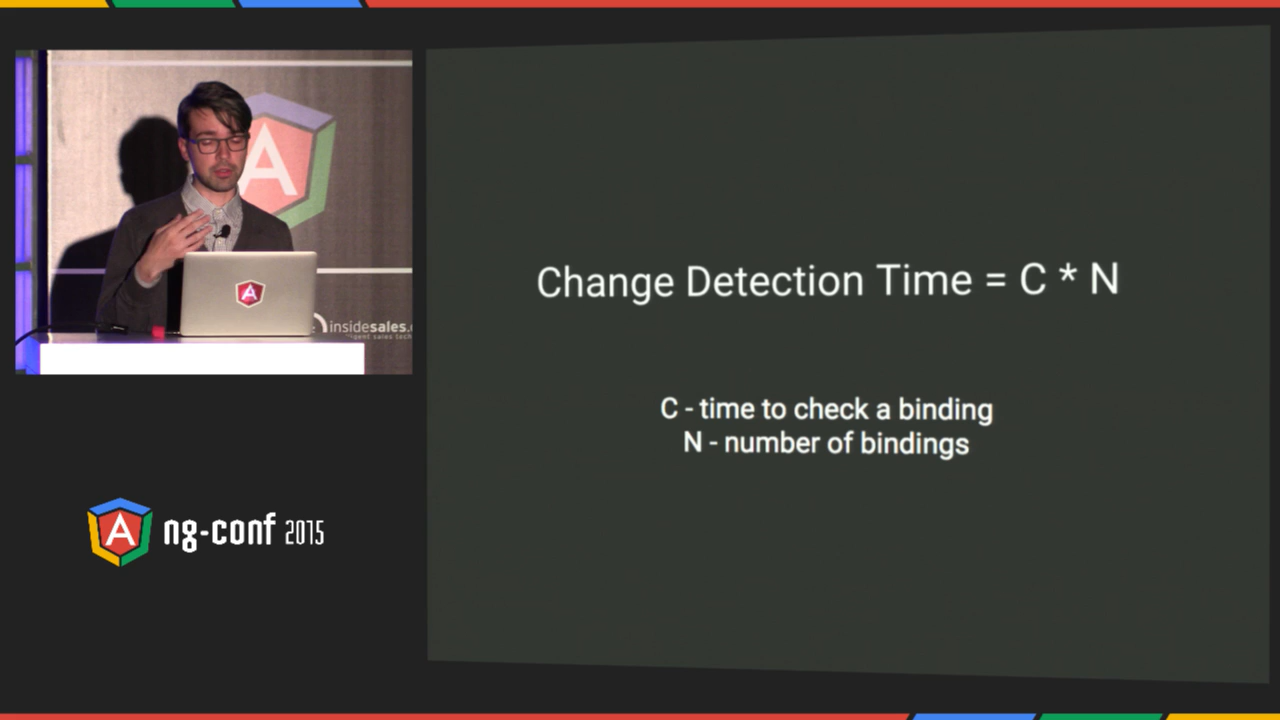 Change Detection Time = C * N
C - time to check a binding
N - number of bindings
A
A
insidesales.
A ng-conf 2015